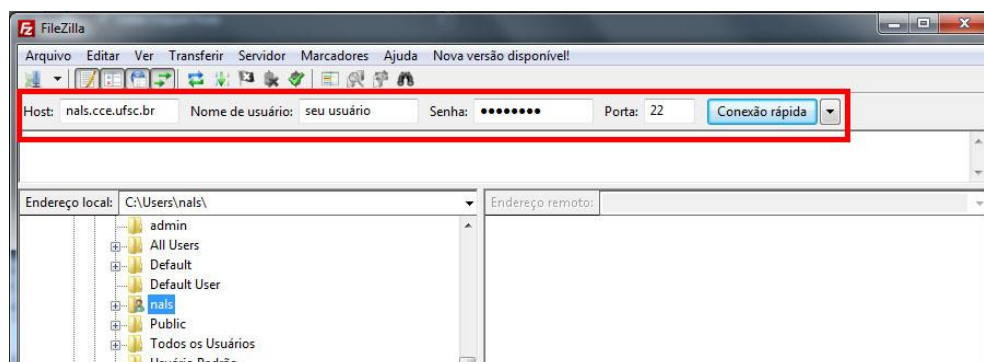 FileZilla
Arquivo Editar Ver Transferir Servidor Marcadores Ajuda Nova versão disponível!
Host: nals.cce.ufsc.br Nome de usuário: seu usuário Senha: ●●●●●●●● Porta: 22 Conexão rápida
Endereço local: C:\Users\nals\ Endereço remoto:
admin
All Users
Default
Default User
nals
Public
Todos os Usuários
Usuário Padrão